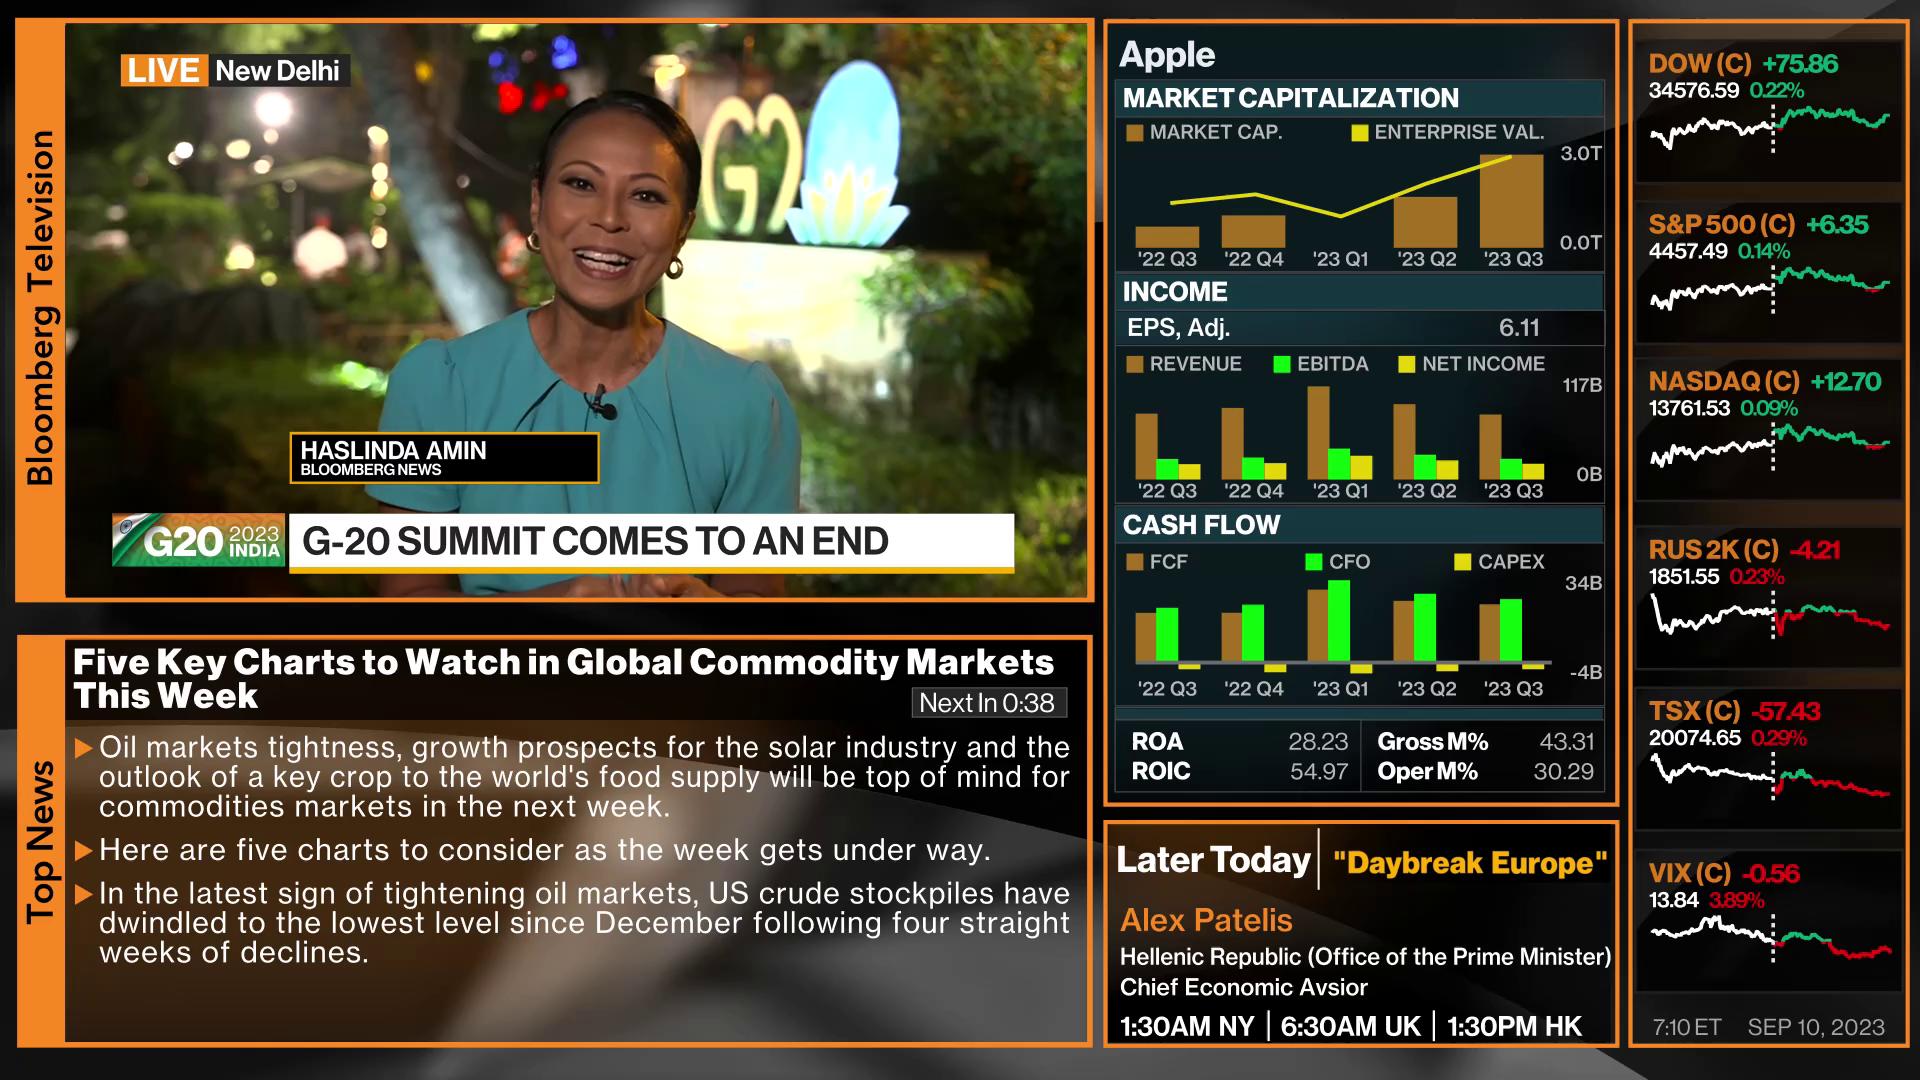 Bloomberg Television
LIVE New Delhi
HASLINDA AMIN
BLOOMBERG NEWS
G20 2023 INDIA
G-20 SUMMIT COMES TO AN END
Top News
Five Key Charts to Watch in Global Commodity Markets
This Week
Next In 0:38
Oil markets tightness, growth prospects for the solar industry and the
outlook of a key crop to the world's food supply will be top of mind for
commodities markets in the next week.
Here are five charts to consider as the week gets under way.
In the latest sign of tightening oil markets, US crude stockpiles have
dwindled to the lowest level since December following four straight
weeks of declines.
Apple
MARKET CAPITALIZATION
MARKET CAP. ENTERPRISE VAL.
3.0T
0.0T
'22 Q3 '22 Q4 '23 Q1 '23 Q2 '23 Q3
INCOME
EPS, Adj. 6.11
REVENUE EBITDA NET INCOME
117B
0B
'22 Q3 '22 Q4 '23 Q1 '23 Q2 '23 Q3
CASH FLOW
FCF CFO CAPEX
34B
-4B
'22 Q3 '22 Q4 '23 Q1 '23 Q2 '23 Q3
ROA 28.23 Gross M% 43.31
ROIC 54.97 Oper M% 30.29
Later Today "Daybreak Europe"
Alex Patelis
Hellenic Republic (Office of the Prime Minister)
Chief Economic Avsior
1:30AM NY | 6:30AM UK | 1:30PM HK
DOW (C) +75.86
34576.59 0.22%
S&P 500 (C) +6.35
4457.49 0.14%
NASDAQ (C) +12.70
13761.53 0.09%
RUS 2K (C) -4.21
1851.55 0.23%
TSX (C) -57.43
20074.65 0.29%
VIX (C) -0.56
13.84 3.89%
7:10 ET SEP 10, 2023